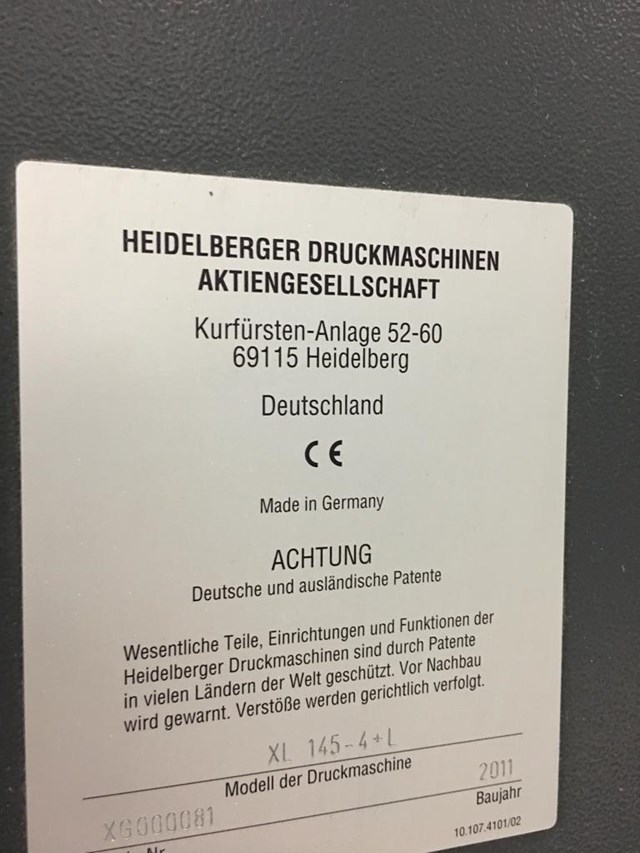 HEIDELBERGER DRUCKMASCHINEN
AKTIENGESELLSCHAFT
Kurfürsten-Anlage 52-60
69115 Heidelberg
Deutschland
CE
Made in Germany
ACHTUNG
Deutsche und ausländische Patente
Wesentliche Teile, Einrichtungen und Funktionen der
Heidelberger Druckmaschinen sind durch Patente
in vielen Ländern der Welt geschützt. Vor Nachbau
wird gewarnt. Verstöße werden gerichtlich verfolgt.
XL 145-4+L
Modell der Druckmaschine
XG000081
2011
Baujahr
Nr.
10.107.4101/02